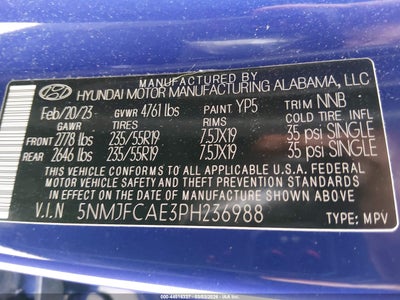 HYUNDAI MOTOR MANUFACTURING ALABAMA, LLC
Feb/20/23 GVWR 4761 lbs PAINT YP5 TRIM NNB
GAWR TIRES RIMS COLD TIRE INFL
FRONT 2778 lbs 235/55R19 7.5JX19 35 psi SINGLE
REAR 2646 lbs 235/55R19 7.5JX19 35 psi SINGLE
THIS VEHICLE CONFORMS TO ALL APPLICABLE U.S.A. FEDERAL
MOTOR VEHICLE SAFETY, BUMPER, AND THEFT PREVENTION STANDARDS
IN EFFECT ON THE DATE OF MANUFACTURE SHOWN ABOVE.
V.I.N 5NMJFCAE3PH236988 TYPE: MPV